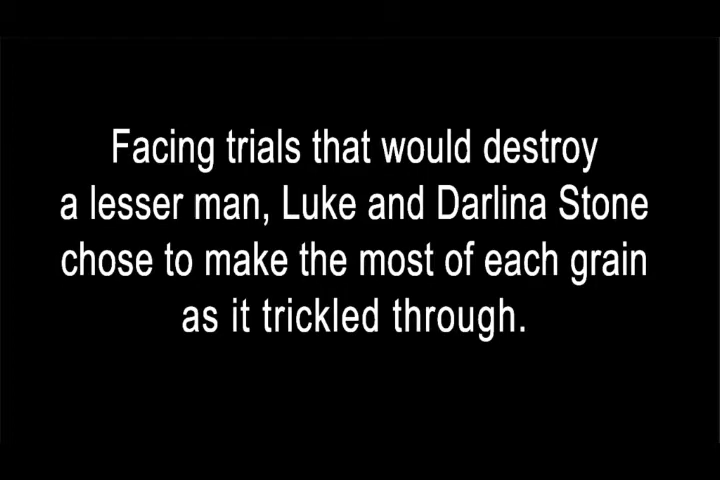 Facing trials that would destroy
a lesser man, Luke and Darlina Stone
chose to make the most of each grain
as it trickled through.